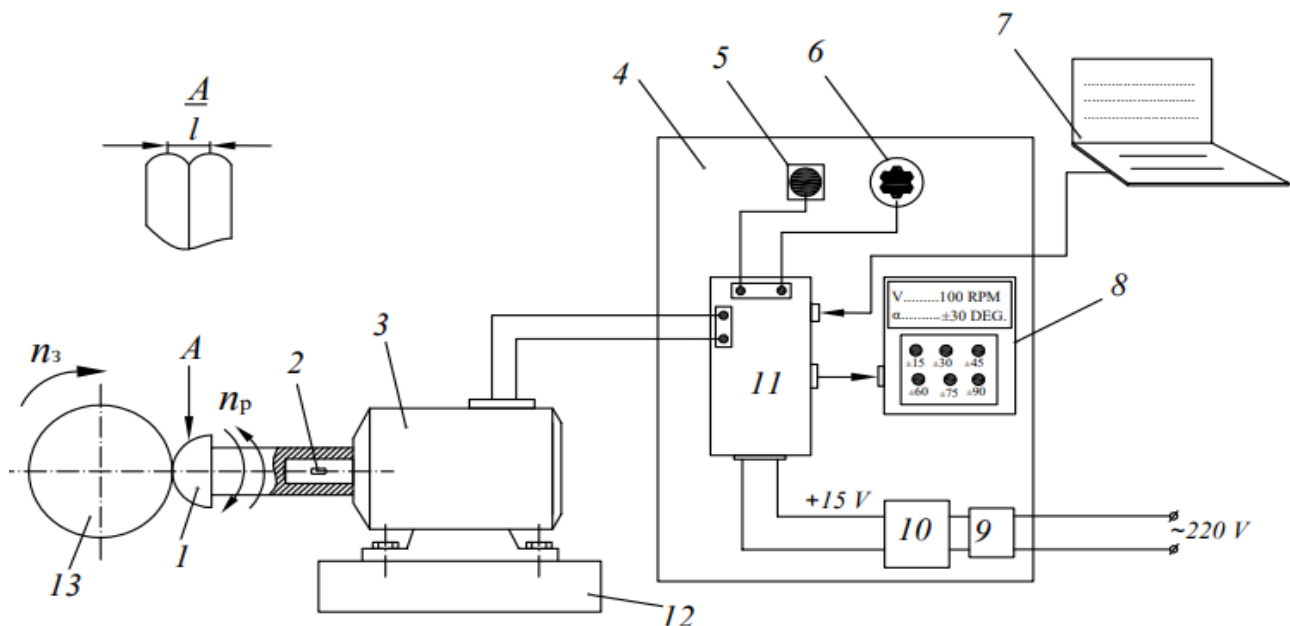 A
l
n₃
A
nₚ
1
2
3
4
5
6
7
8
V..........100 RPM
α...........±30 DEG.
±15 ±30 ±45
±60 ±75 ±90
11
+15 V
10
9
~220 V
12
13